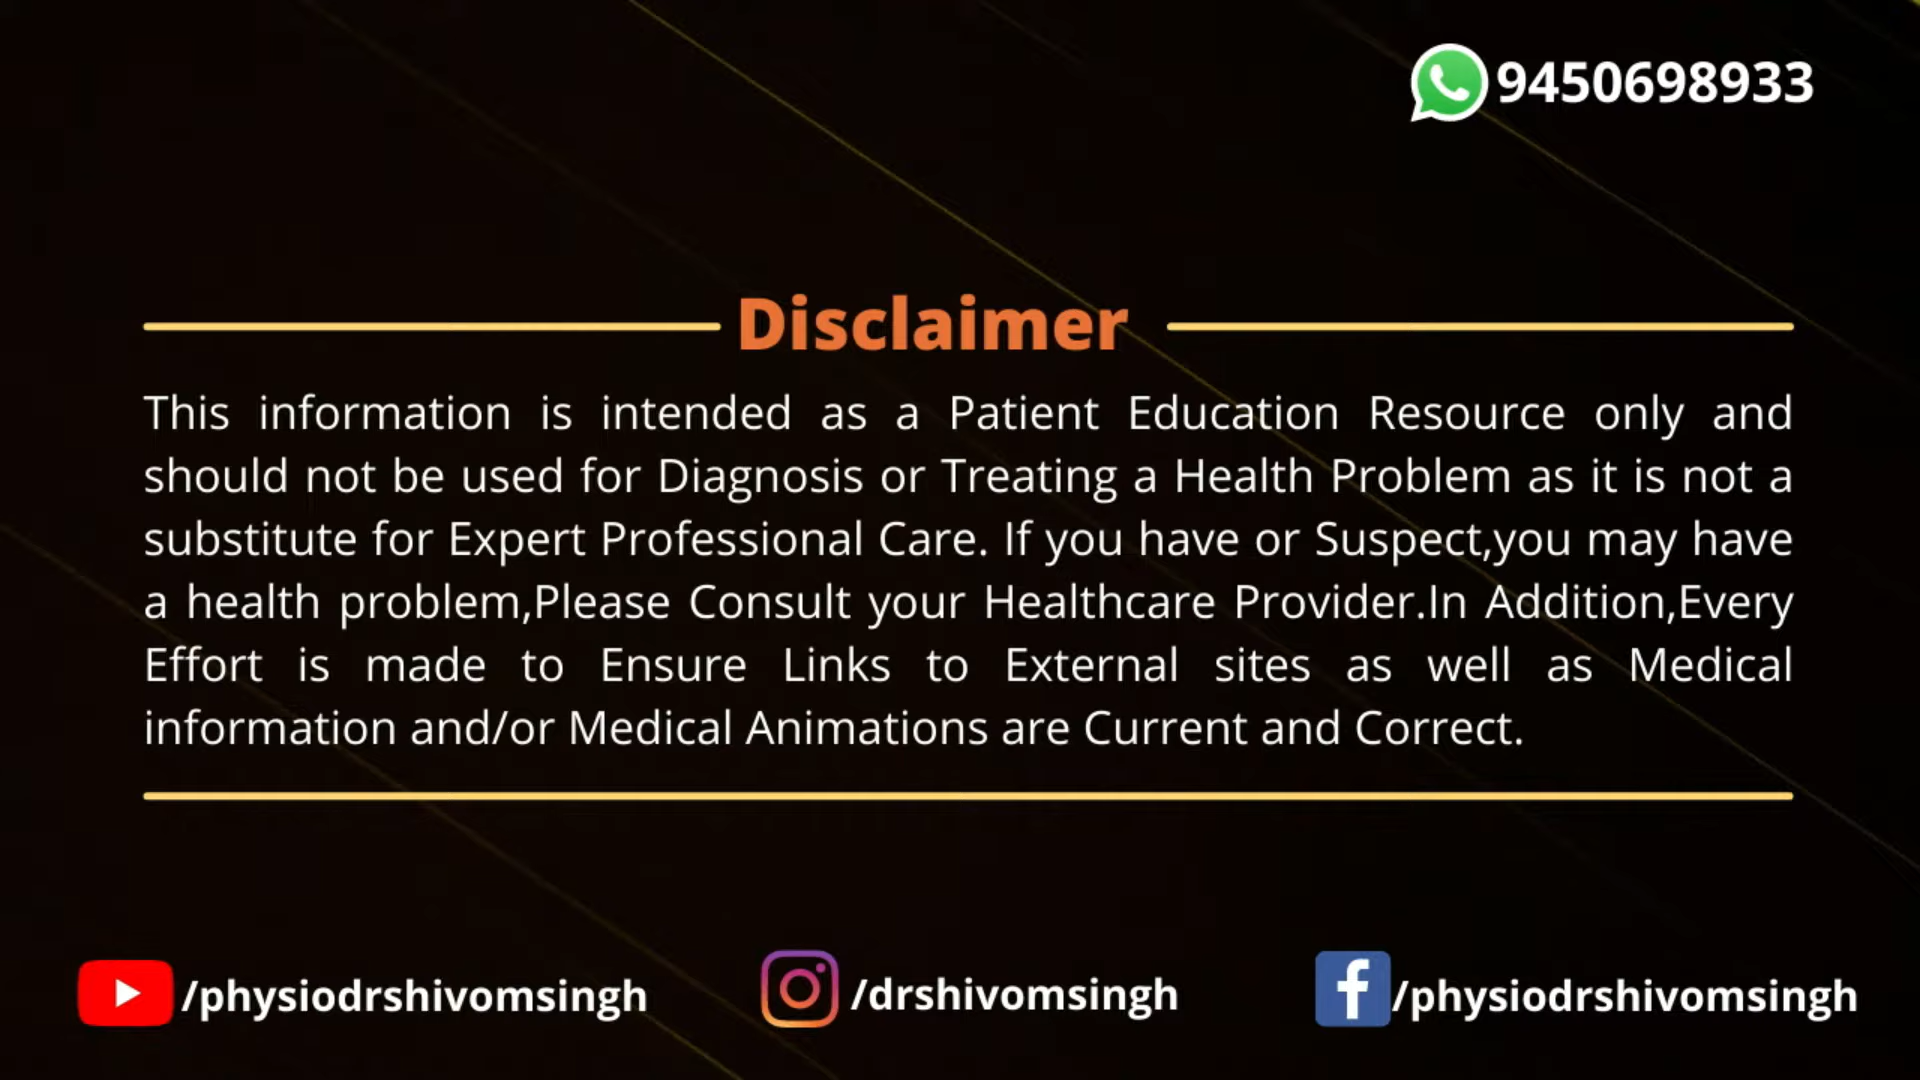 9450698933
Disclaimer
This information is intended as a Patient Education Resource only and
should not be used for Diagnosis or Treating a Health Problem as it is not a
substitute for Expert Professional Care. If you have or Suspect,you may have
a health problem,Please Consult your Healthcare Provider.In Addition,Every
Effort is made to Ensure Links to External sites as well as Medical
information and/or Medical Animations are Current and Correct.
/physiodrshivomsingh
/drshivomsingh
/physiodrshivomsingh